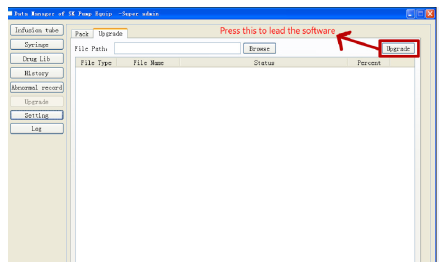 Data Manager of SK Pump Equip -Super admin
Infusion tube
Syringe
Drug Lib
History
Abnormal record
Upgrade
Setting
Log
Pack Upgrade
Press this to lead the software
File Path:
Browse
Upgrade
File Type File Name Status Percent